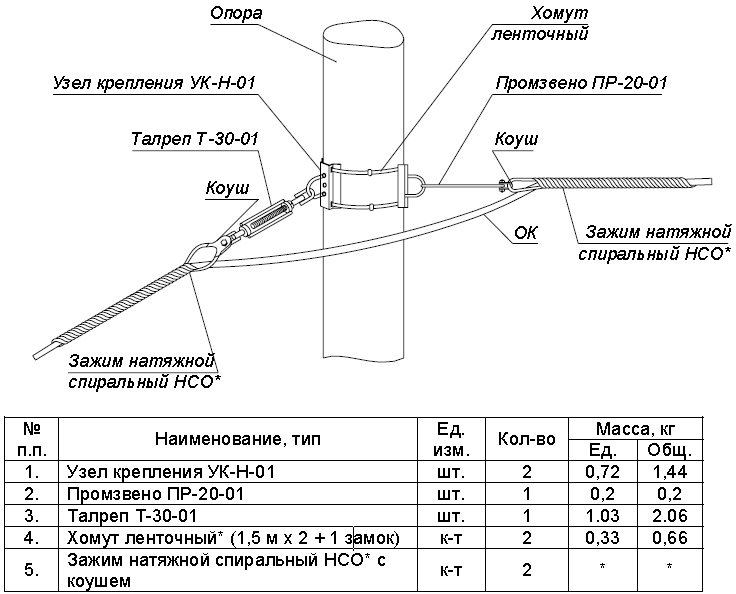 Опора
Хомут
ленточный
Узел крепления УК-Н-01
Промзвено ПР-20-01
Талреп Т-30-01
Коуш
Коуш
ОК
Зажим натяжной
спиральный НСО*
Зажим натяжной
спиральный НСО*
№ п.п. Наименование, тип Ед. изм. Кол-во Масса, кг
Ед. Общ.
1. Узел крепления УК-Н-01 шт. 2 0,72 1,44
2. Промзвено ПР-20-01 шт. 1 0,2 0,2
3. Талреп Т-30-01 шт. 1 1.03 2.06
4. Хомут ленточный* (1,5 м х 2 + 1 замок) к-т 2 0,33 0,66
5. Зажим натяжной спиральный НСО* с
коушем к-т 2 * *